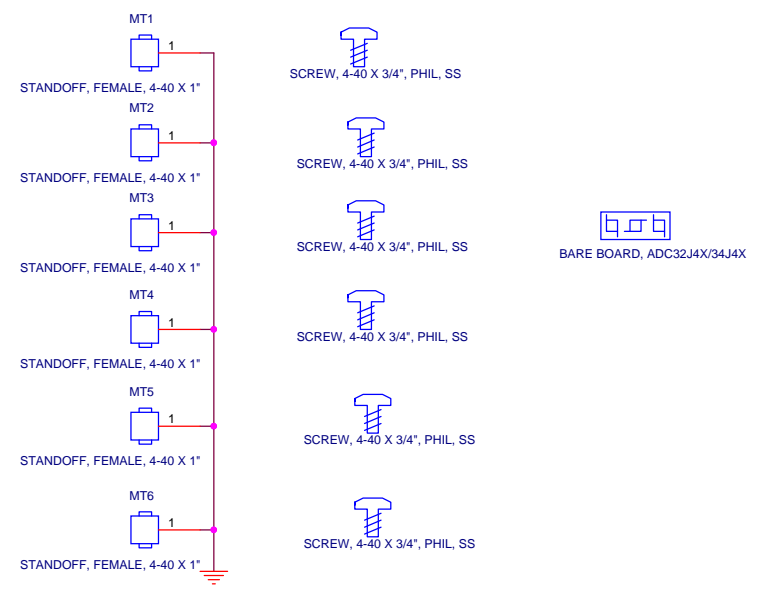 MT1
1
STANDOFF, FEMALE, 4-40 X 1"
SCREW, 4-40 X 3/4", PHIL, SS
MT2
1
STANDOFF, FEMALE, 4-40 X 1"
SCREW, 4-40 X 3/4", PHIL, SS
MT3
1
STANDOFF, FEMALE, 4-40 X 1"
SCREW, 4-40 X 3/4", PHIL, SS
BARE BOARD, ADC32J4X/34J4X
MT4
1
STANDOFF, FEMALE, 4-40 X 1"
SCREW, 4-40 X 3/4", PHIL, SS
MT5
1
STANDOFF, FEMALE, 4-40 X 1"
SCREW, 4-40 X 3/4", PHIL, SS
MT6
1
STANDOFF, FEMALE, 4-40 X 1"
SCREW, 4-40 X 3/4", PHIL, SS